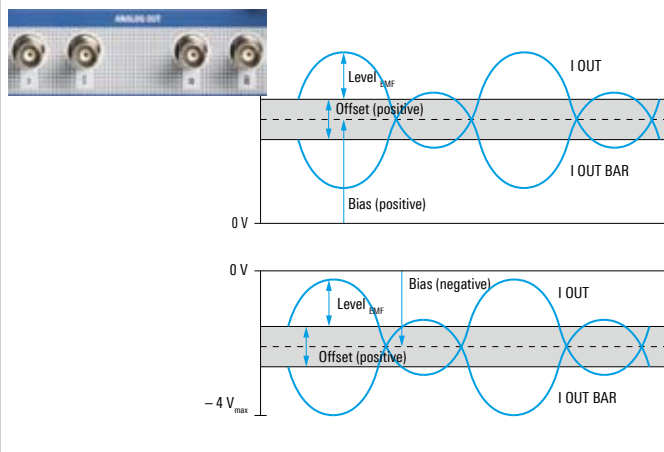 ANALOG OUT
I OUT
Level EMF
Offset (positive)
I OUT BAR
Bias (positive)
0 V
0 V
Bias (negative)
I OUT
Level EMF
Offset (positive)
I OUT BAR
– 4 Vmax